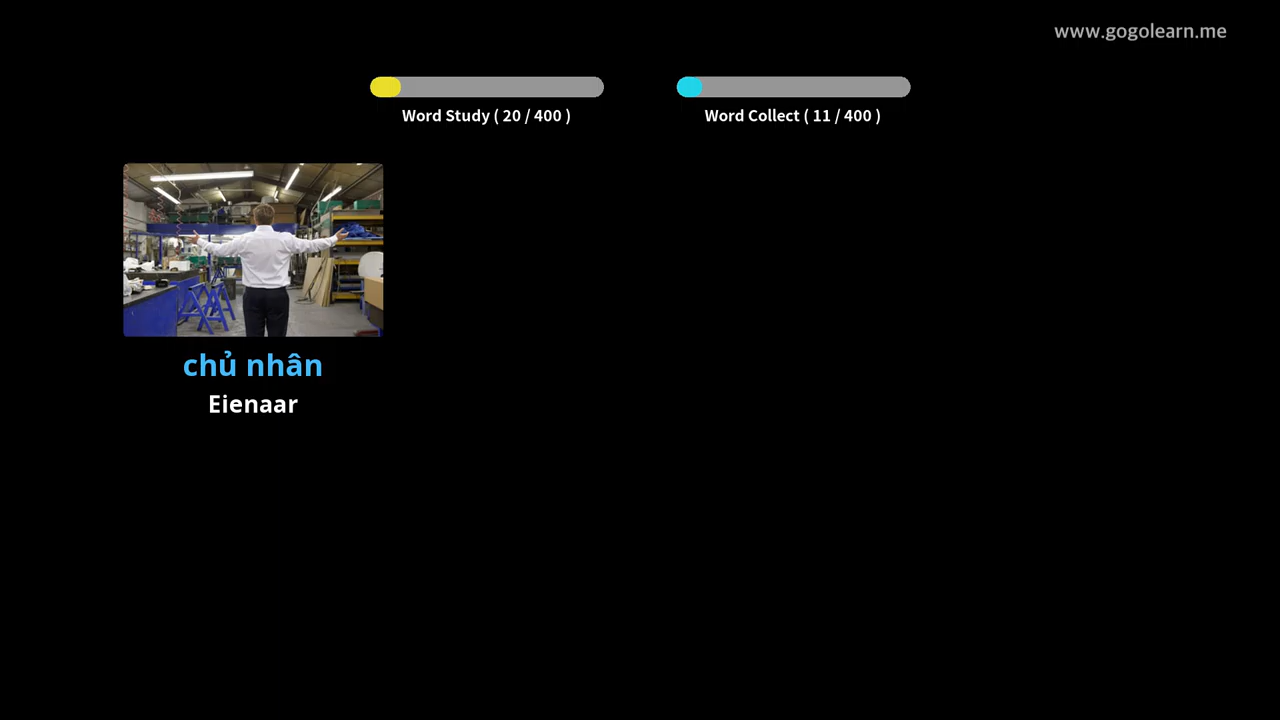 www.gogolearn.me
Word Study ( 20 / 400 )
Word Collect ( 11 / 400 )
chủ nhân
Eienaar